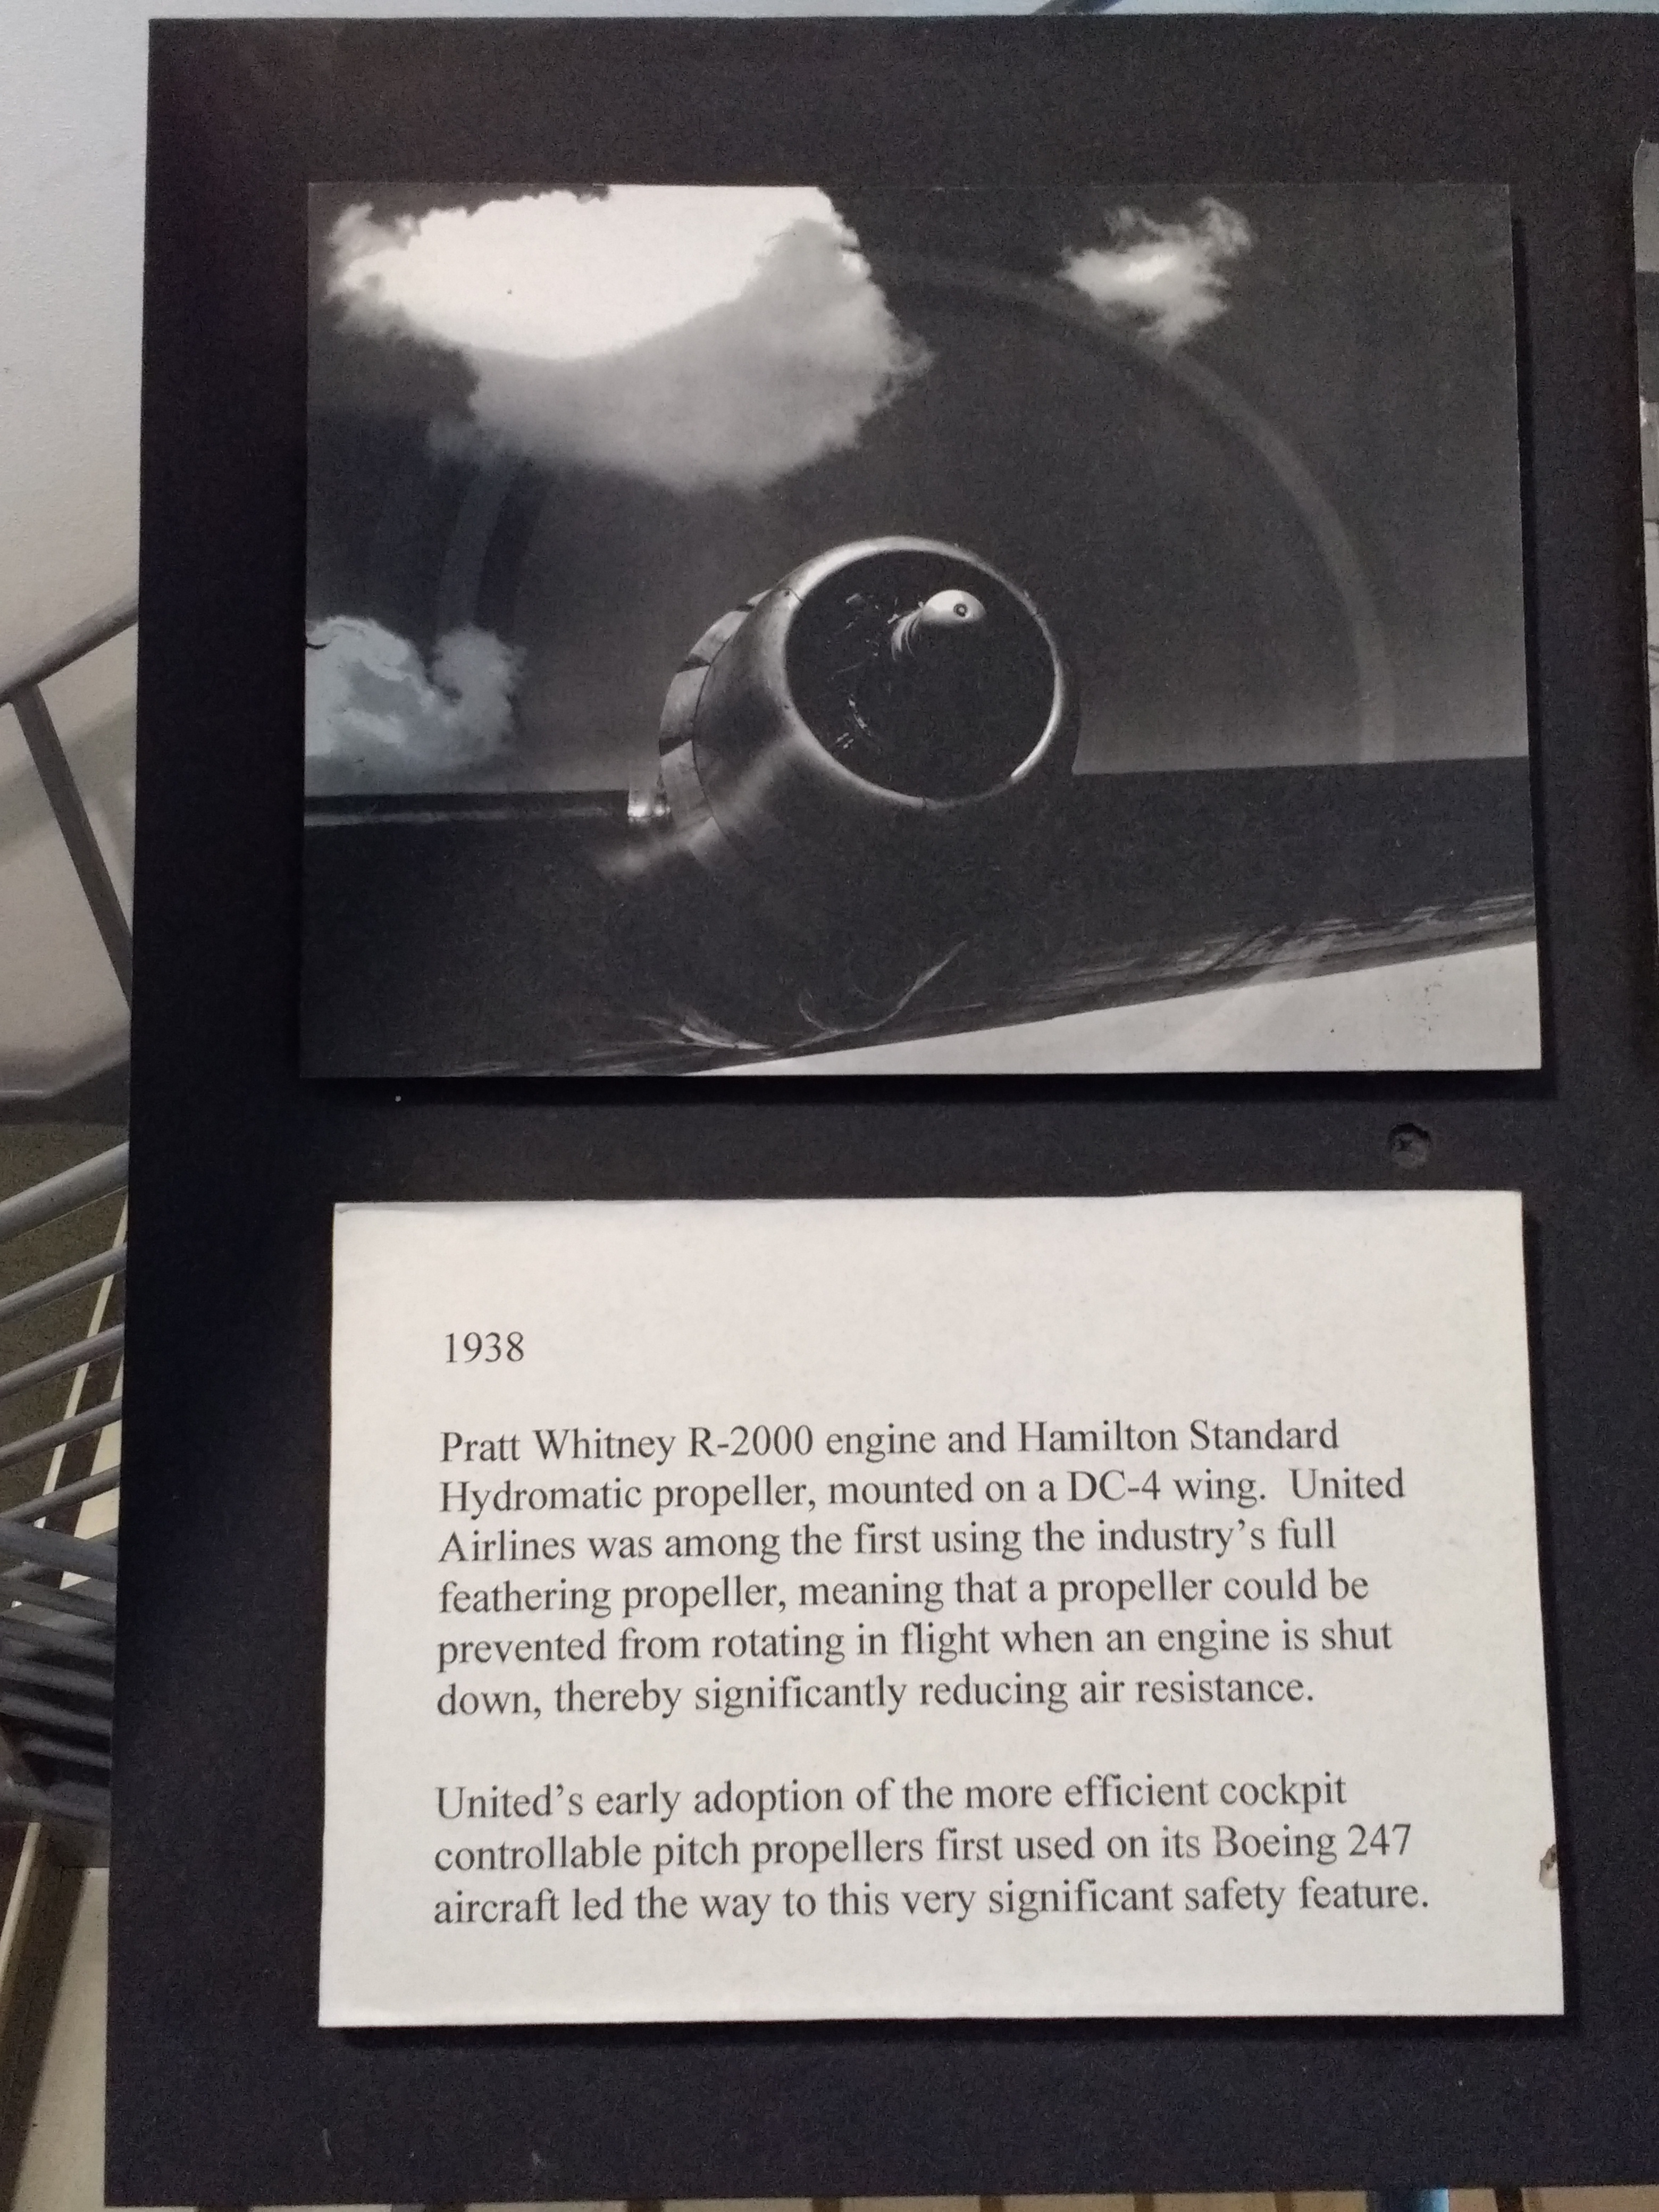 1938
Pratt Whitney R-2000 engine and Hamilton Standard
Hydromatic propeller, mounted on a DC-4 wing. United
Airlines was among the first using the industry's full
feathering propeller, meaning that a propeller could be
prevented from rotating in flight when an engine is shut
down, thereby significantly reducing air resistance.
United's early adoption of the more efficient cockpit
controllable pitch propellers first used on its Boeing 247
aircraft led the way to this very significant safety feature.